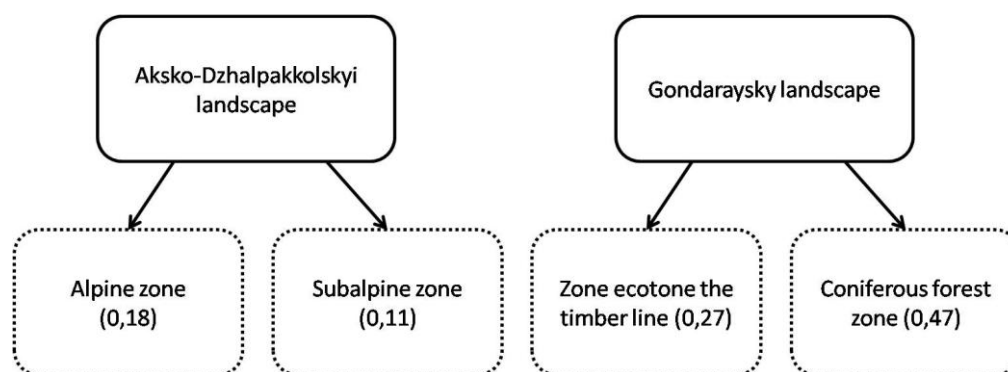 Aksko-Dzhalpakkolskyi
landscape
Gondaraysky landscape
Alpine zone
(0,18)
Subalpine zone
(0,11)
Zone ecotone the
timber line (0,27)
Coniferous forest
zone (0,47)